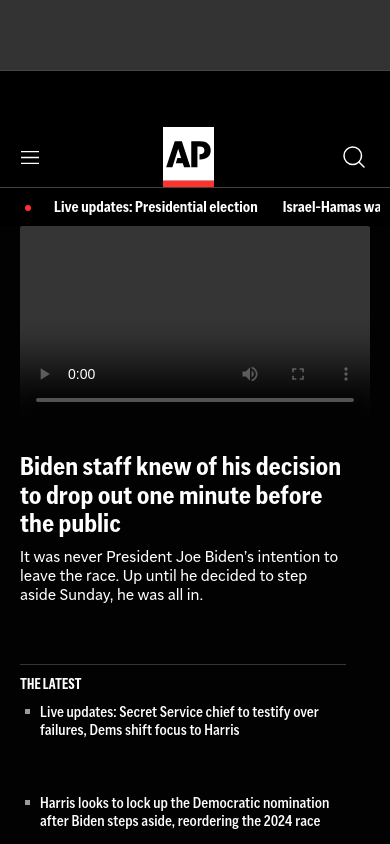 AP
Live updates: Presidential election Israel-Hamas wa
0:00
Biden staff knew of his decision
to drop out one minute before
the public
It was never President Joe Biden's intention to
leave the race. Up until he decided to step
aside Sunday, he was all in.
THE LATEST
Live updates: Secret Service chief to testify over
failures, Dems shift focus to Harris
Harris looks to lock up the Democratic nomination
after Biden steps aside, reordering the 2024 race